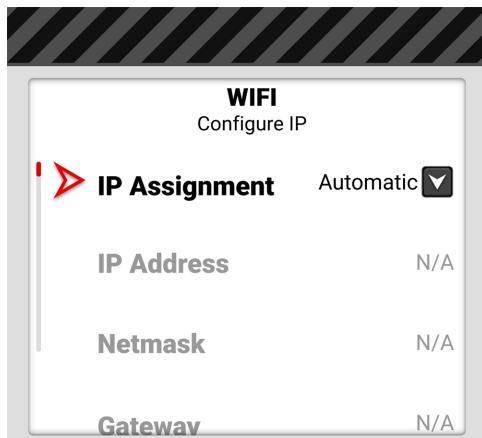 WIFI
Configure IP
IP Assignment Automatic
IP Address N/A
Netmask N/A
Gateway N/A